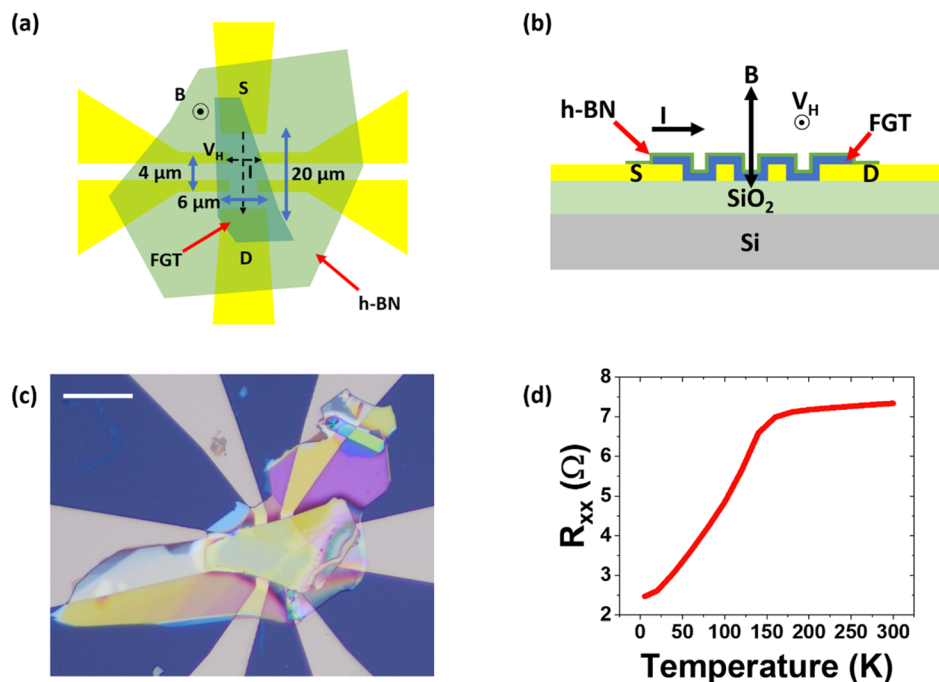 (a)
S
B
V_H
I
4 μm
20 μm
6 μm
FGT
D
h-BN
(b)
B
V_H
h-BN
I
FGT
S
D
SiO₂
Si
(c)
(d)
8
7
6
5
4
3
2
R_xx (Ω)
0 50 100 150 200 250 300
Temperature (K)